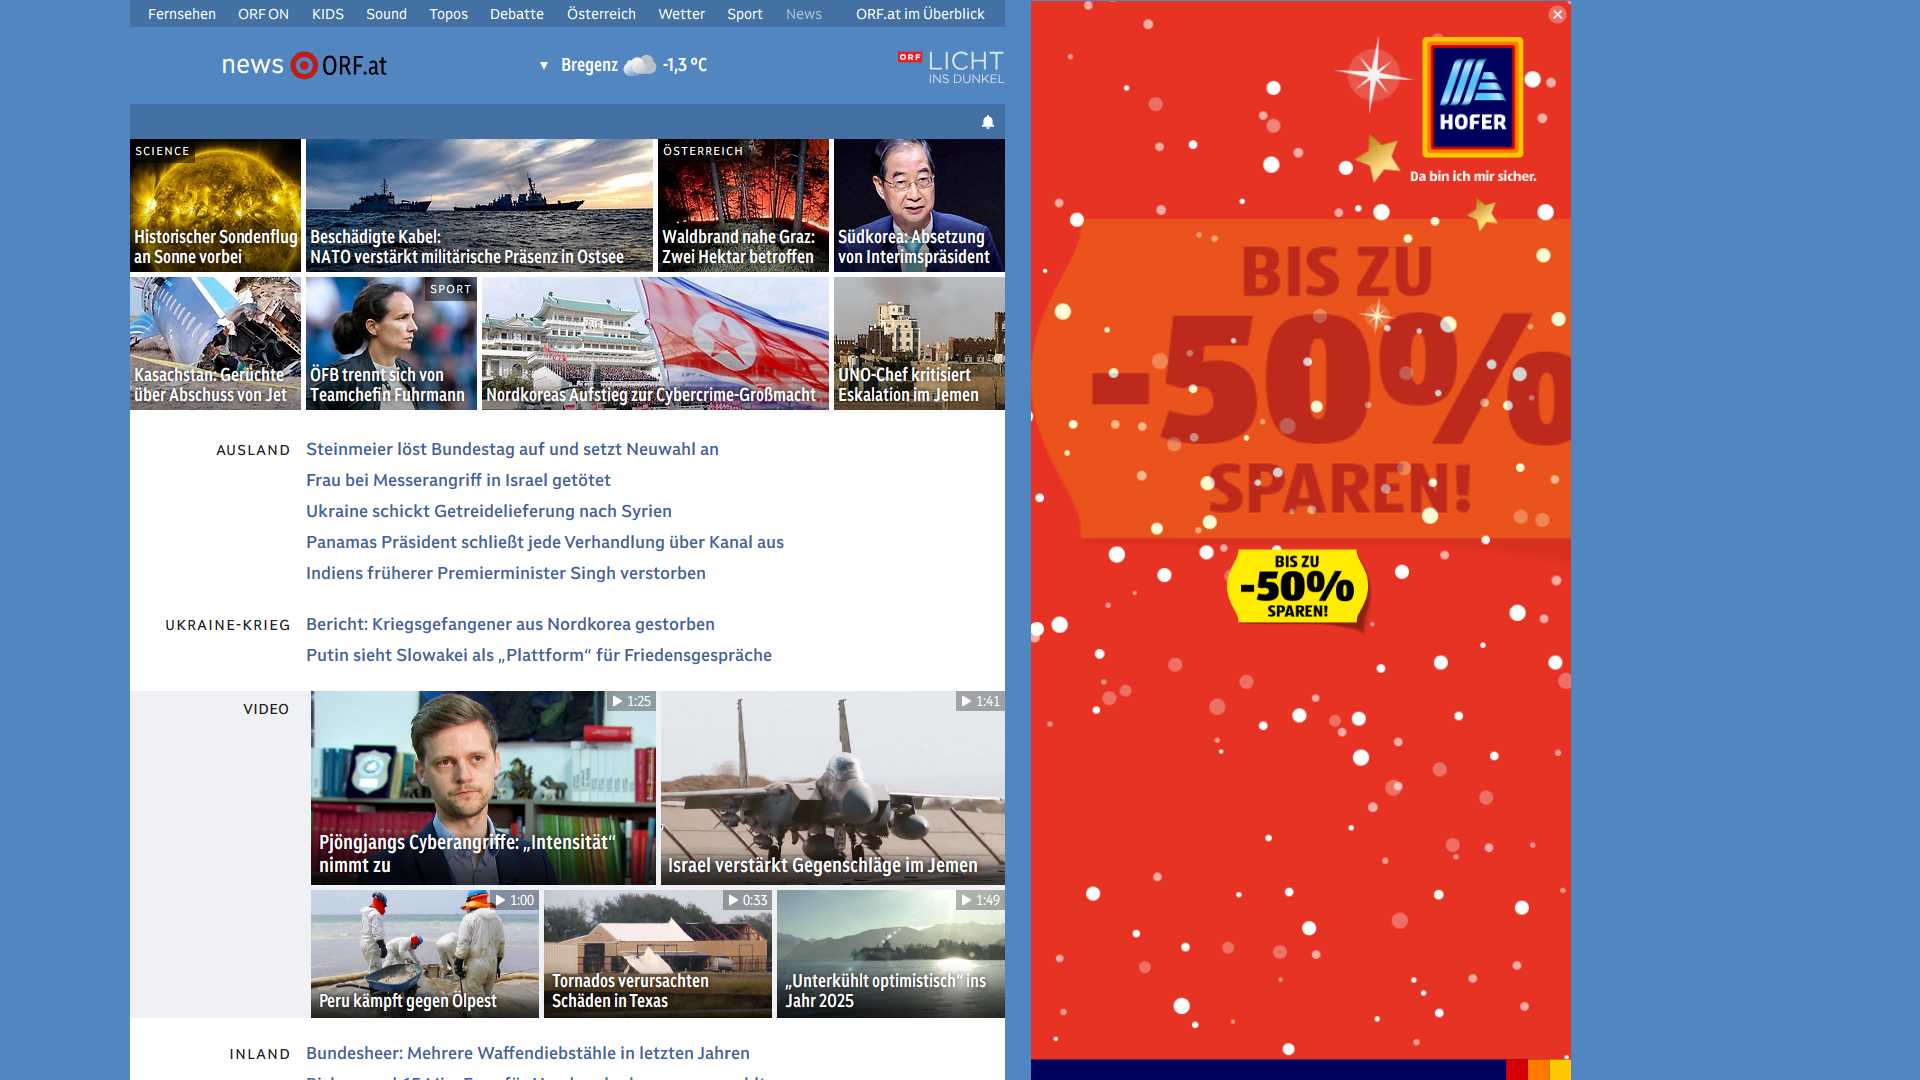 Fernsehen ORF ON KIDS Sound Topos Debatte Österreich Wetter Sport News ORF.at im Überblick
news ORF.at
Bregenz -1,3 °C
ORF LICHT
INS DUNKEL
SCIENCE
Historischer Sondenflug
an Sonne vorbei
Beschädigte Kabel:
NATO verstärkt militärische Präsenz in Ostsee
ÖSTERREICH
Waldbrand nahe Graz:
Zwei Hektar betroffen
Südkorea: Absetzung
von Interimspräsident
Kasachstan: Gerüchte
über Abschuss von Jet
SPORT
ÖFB trennt sich von
Teamchefin Fuhrmann
Nordkoreas Aufstieg zur Cybercrime-Großmacht
UNO-Chef kritisiert
Eskalation im Jemen
AUSLAND
Steinmeier löst Bundestag auf und setzt Neuwahl an
Frau bei Messerangriff in Israel getötet
Ukraine schickt Getreidelieferung nach Syrien
Panamas Präsident schließt jede Verhandlung über Kanal aus
Indiens früherer Premierminister Singh verstorben
UKRAINE-KRIEG
Bericht: Kriegsgefangener aus Nordkorea gestorben
Putin sieht Slowakei als „Plattform“ für Friedensgespräche
VIDEO
1:25
Pjöngjangs Cyberangriffe: „Intensität“
nimmt zu
1:41
Israel verstärkt Gegenschläge im Jemen
1:00
Peru kämpft gegen Ölpest
0:33
Tornados verursachten
Schäden in Texas
1:49
„Unterkühlt optimistisch“ ins
Jahr 2025
INLAND
Bundesheer: Mehrere Waffendiebstähle in letzten Jahren
HOFER
Da bin ich mir sicher.
BIS ZU
-50%
SPAREN!
BIS ZU
-50%
SPAREN!